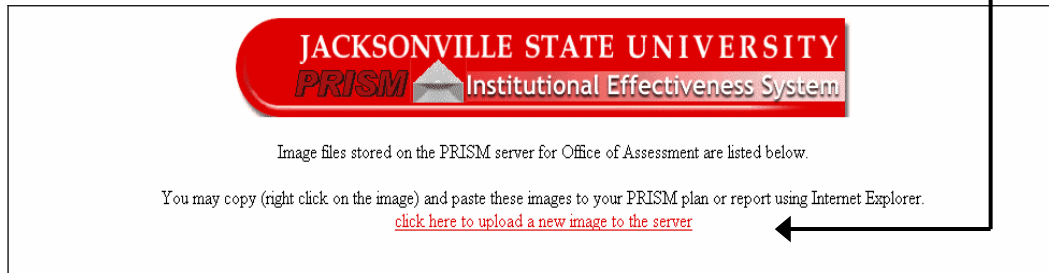 JACKSONVILLE STATE UNIVERSITY
PRISM Institutional Effectiveness System
Image files stored on the PRISM server for Office of Assessment are listed below.
You may copy (right click on the image) and paste these images to your PRISM plan or report using Internet Explorer.
click here to upload a new image to the server